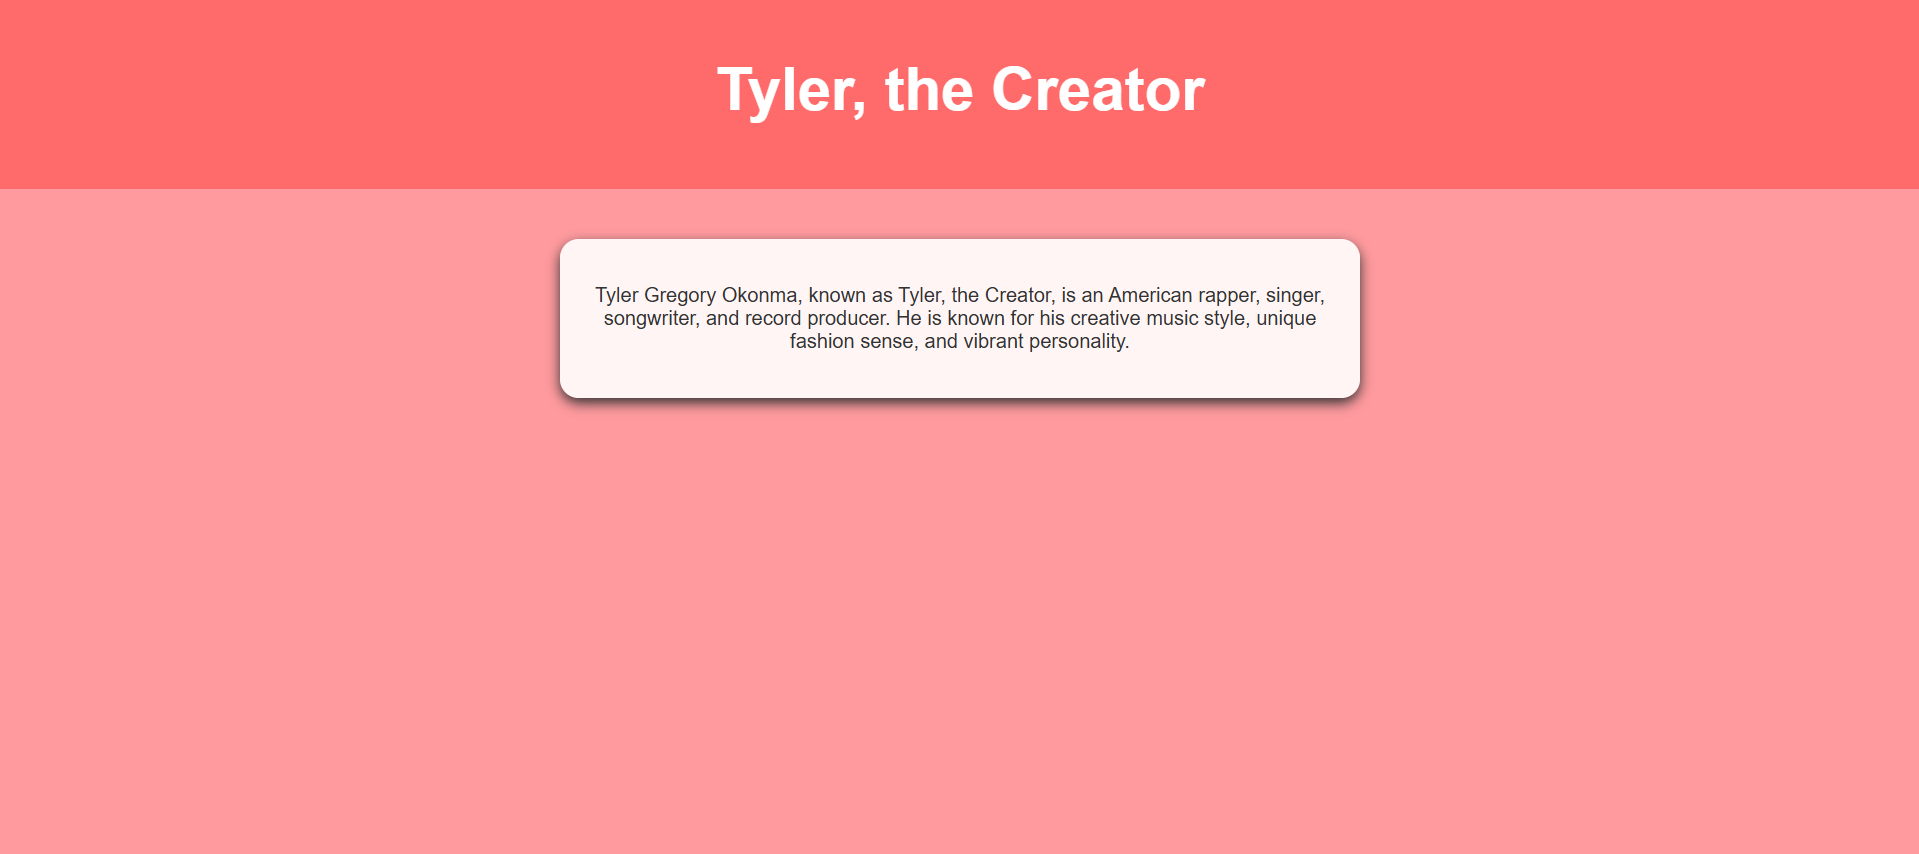 Tyler, the Creator
Tyler Gregory Okonma, known as Tyler, the Creator, is an American rapper, singer,
songwriter, and record producer. He is known for his creative music style, unique
fashion sense, and vibrant personality.